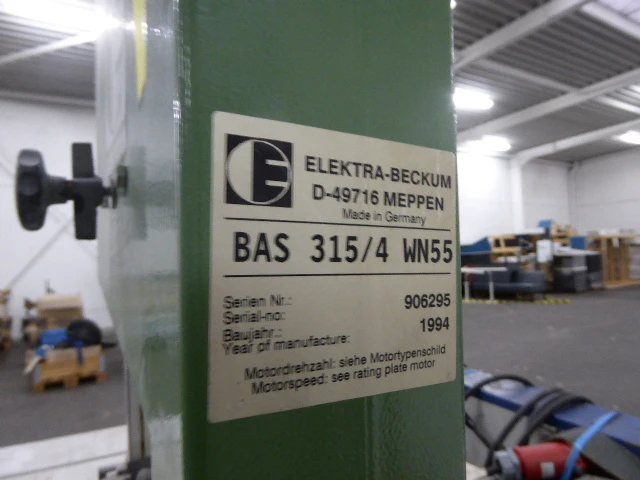 E
ELEKTRA-BECKUM
D-49716 MEPPEN
Made in Germany
BAS 315/4 WN55
Serien Nr.:
Serial-no: 906295
Baujahr.:
Year of manufacture: 1994
Motordrehzahl: siehe Motortypenschild
Motorspeed: see rating plate motor